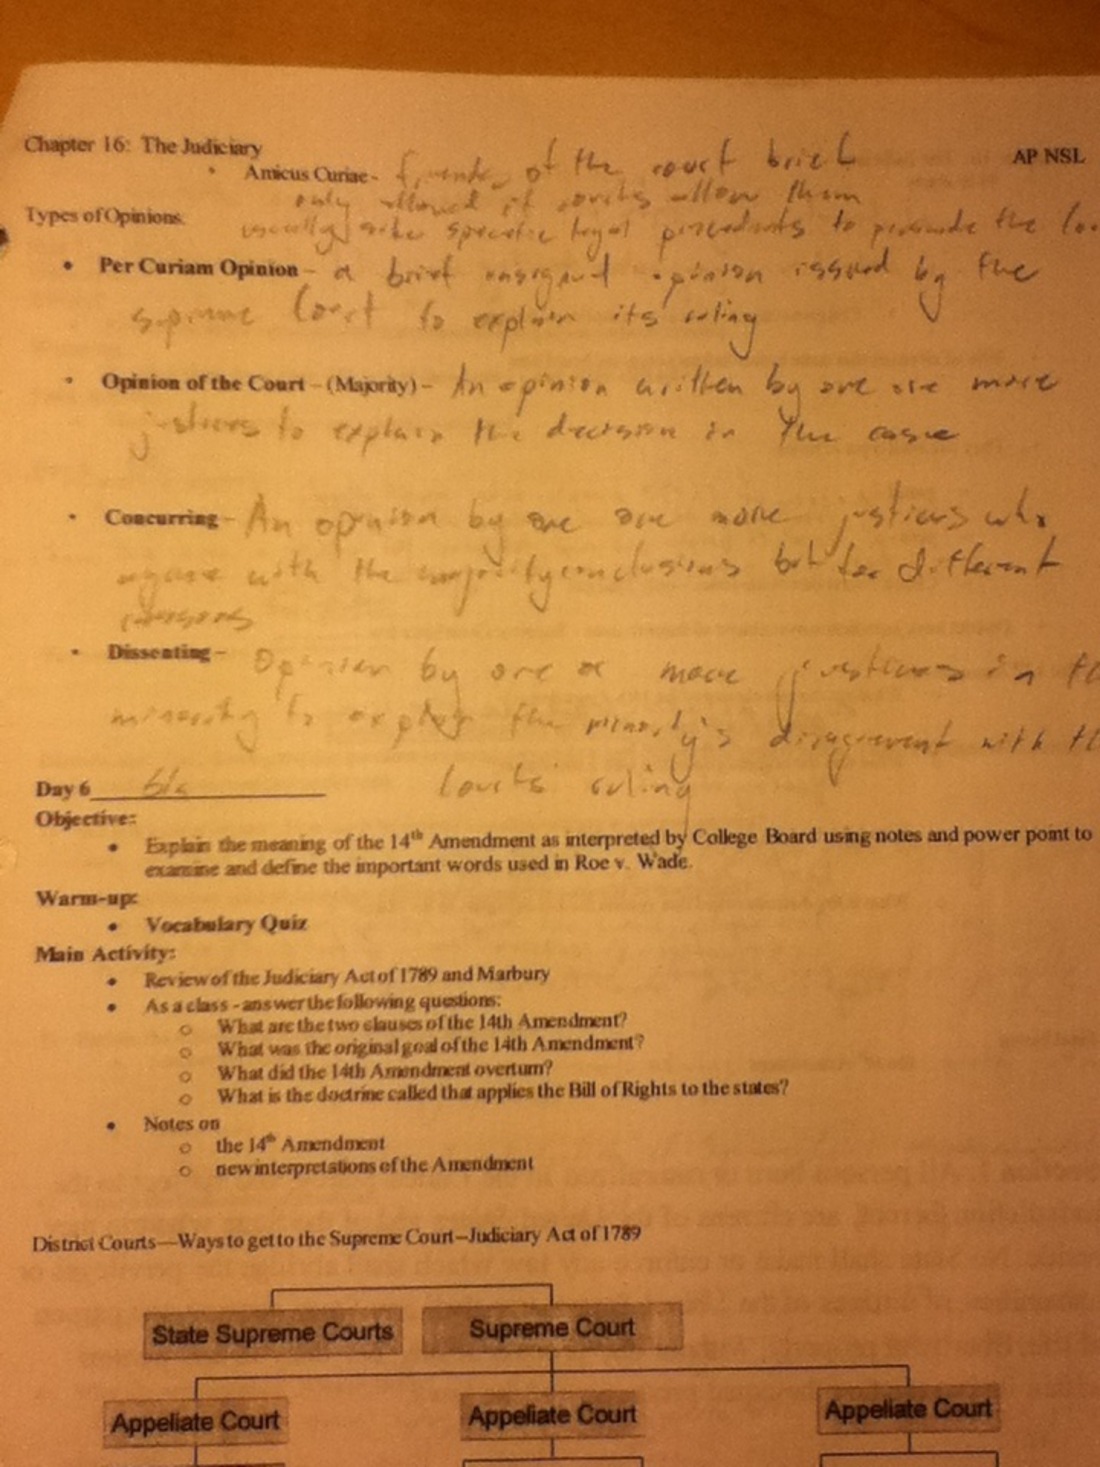 Chapter 16: The Judiciary
AP NSL
• Amicus Curiae - friends of the court brief
only allowed if courts allow them
Types of Opinions
usually specific legal to the
• Per Curiam Opinion - a brief unsigned opinion issued by the
supreme Court to explain its ruling
• Opinion of the Court - (Majority) - An opinion written by one or more
justices to explain the decision in the
• Concurring - An opinion by one or more justices who
agree with the majority conclusions but for different
reasons
• Dissenting - Opinion by one or more justices in
minority to explain the minority's disagreement with
Day 6
courts' ruling
Objective:
• Explain the meaning of the 14th Amendment as interpreted by College Board using notes and power point to
examine and define the important words used in Roe v. Wade.
Warm-up:
• Vocabulary Quiz
Main Activity:
• Review of the Judiciary Act of 1789 and Marbury
• As a class - answer the following questions:
o What are the two clauses of the 14th Amendment?
o What was the original goal of the 14th Amendment?
o What did the 14th Amendment overturn?
o What is the doctrine called that applies the Bill of Rights to the states?
• Notes on
o the 14th Amendment
o new interpretations of the Amendment
District Courts—Ways to get to the Supreme Court–Judiciary Act of 1789
State Supreme Courts
Supreme Court
Appeliate Court
Appeliate Court
Appeliate Court